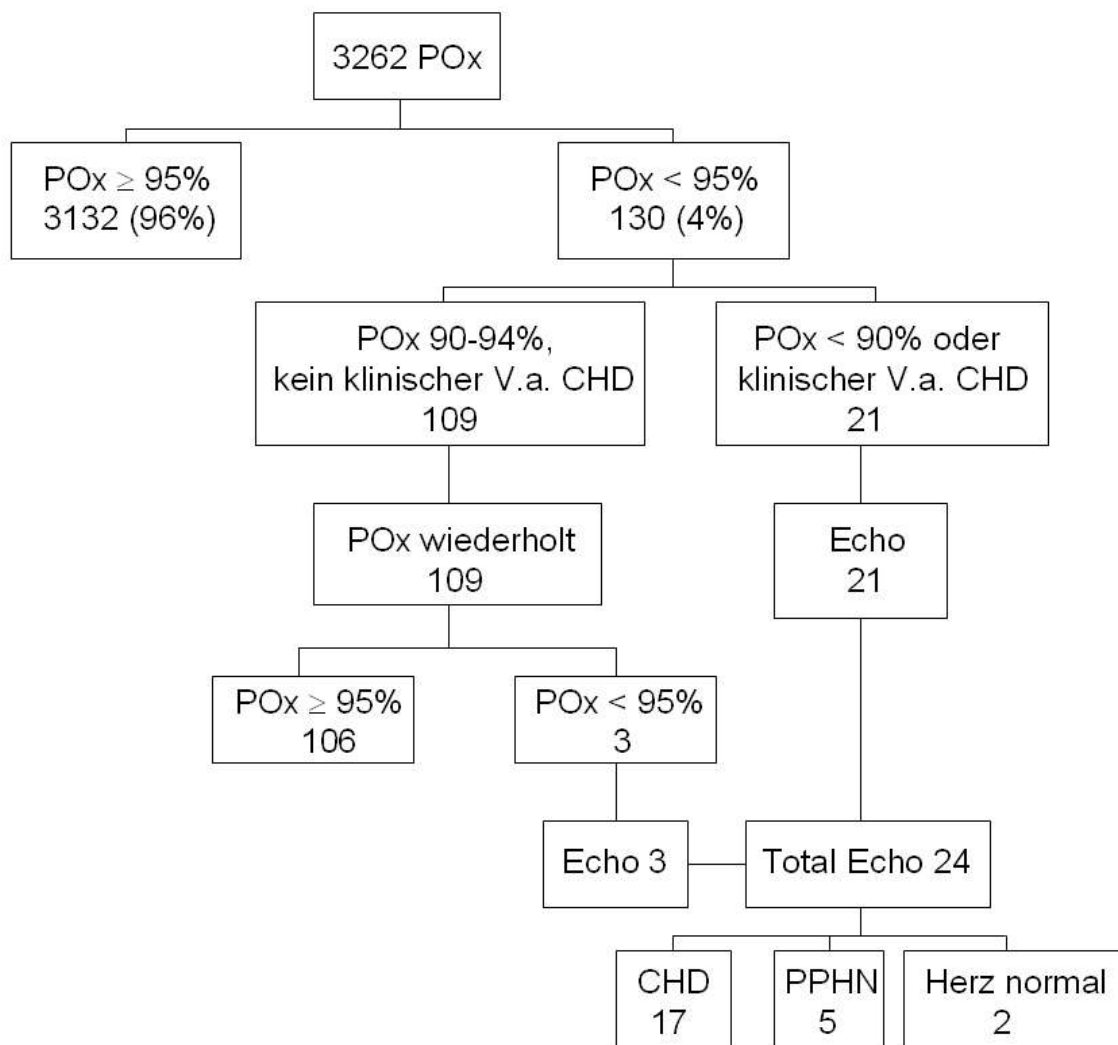 3262 POx
POx ≥ 95%
3132 (96%)
POx < 95%
130 (4%)
POx 90-94%,
kein klinischer V.a. CHD
109
POx < 90% oder
klinischer V.a. CHD
21
POx wiederholt
109
Echo
21
POx ≥ 95%
106
POx < 95%
3
Echo 3
Total Echo 24
CHD
17
PPHN
5
Herz normal
2